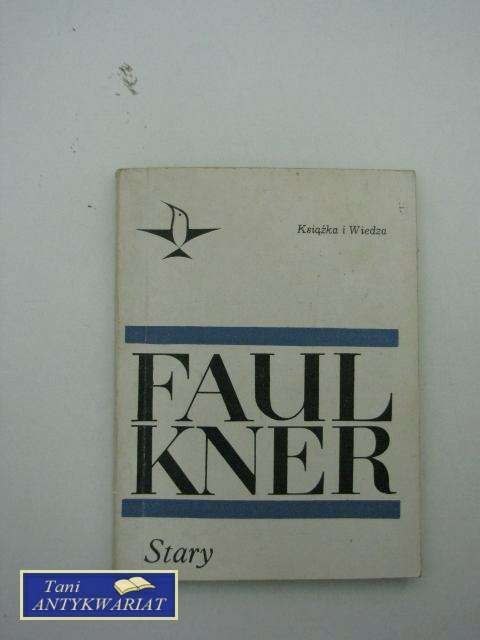 Książka i Wiedza
FAUL
KNER
Stary
Tani
ANTYKWARIAT